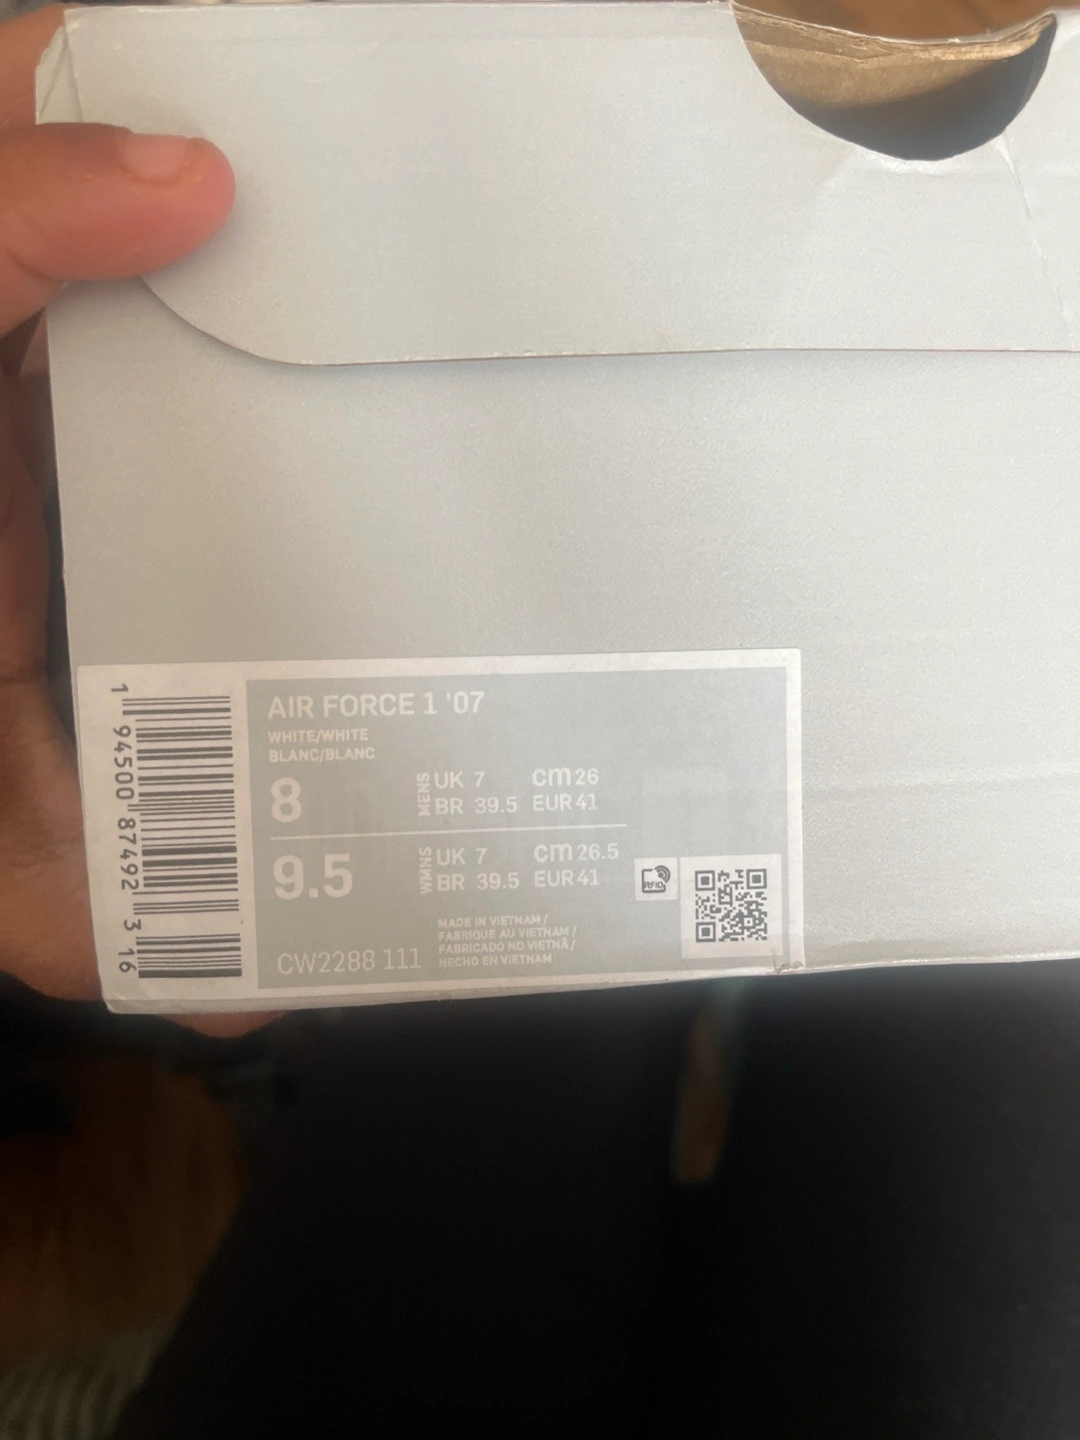 AIR FORCE 1 '07
WHITE/WHITE
BLANC/BLANC
8 MENS UK 7 cm 26
BR 39.5 EUR 41
9.5 WMNS UK 7 cm 26.5
BR 39.5 EUR 41
MADE IN VIETNAM /
FABRIQUE AU VIETNAM /
FABRICADO NO VIETNÃ /
HECHO EN VIETNAM
CW2288 111
RFID
1 94500 87492 3 16